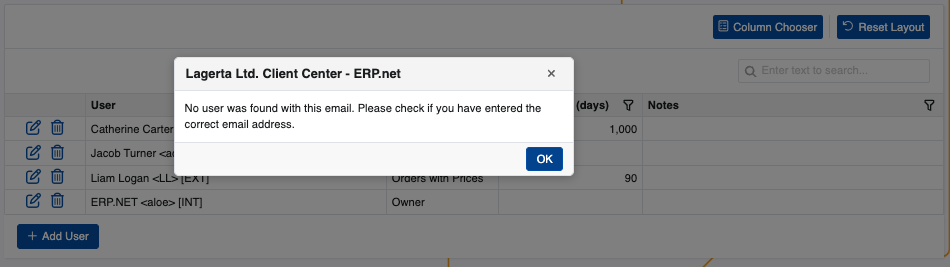 Column Chooser
Reset Layout
Lagerta Ltd. Client Center - ERP.net
Enter text to search...
No user was found with this email. Please check if you have entered the
correct email address.
OK
User
(days)
Notes
Catherine Carter
1,000
Jacob Turner <a
Liam Logan <LL> [EXT]
Orders with Prices
90
ERP.NET <aloe> [INT]
Owner
+ Add User